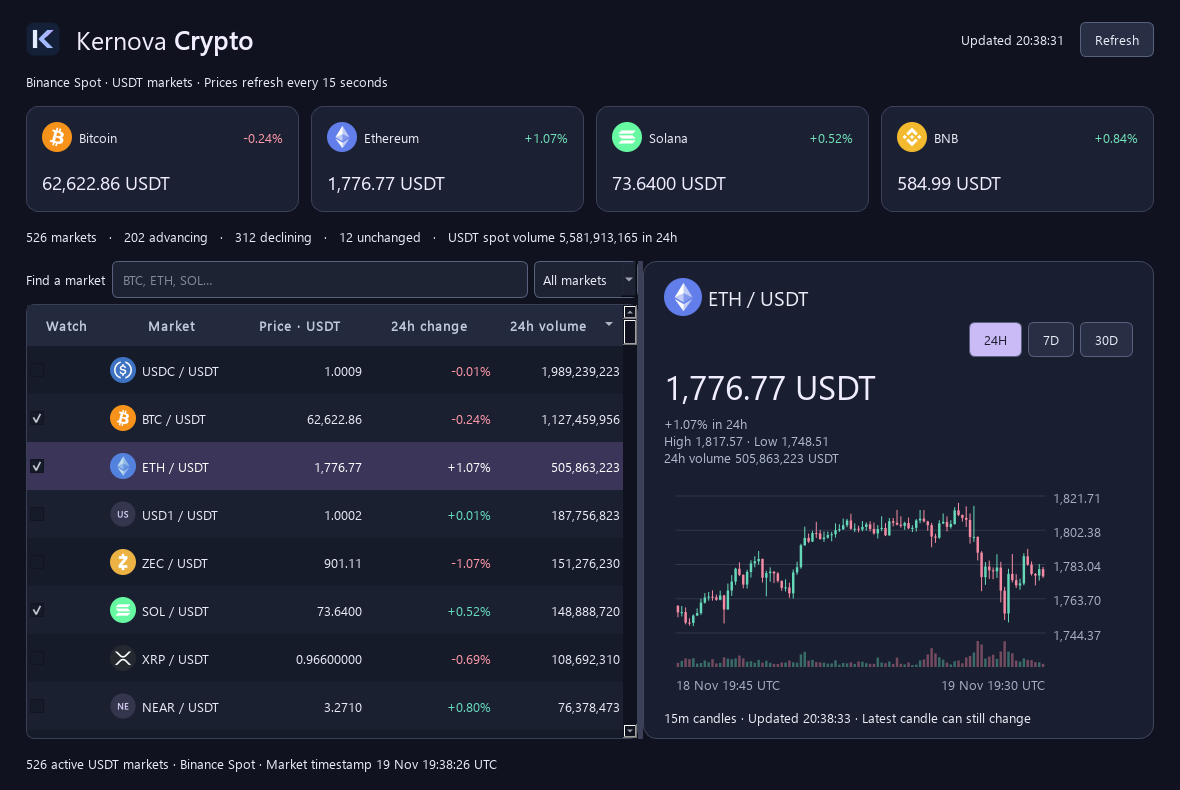 Kernova Crypto
Updated 20:38:31
Refresh
Binance Spot · USDT markets · Prices refresh every 15 seconds
Bitcoin -0.24%
62,622.86 USDT
Ethereum +1.07%
1,776.77 USDT
Solana +0.52%
73.6400 USDT
BNB +0.84%
584.99 USDT
526 markets · 202 advancing · 312 declining · 12 unchanged · USDT spot volume 5,581,913,165 in 24h
Find a market BTC, ETH, SOL... All markets
Watch Market Price · USDT 24h change 24h volume
USDC / USDT 1.0009 -0.01% 1,989,239,223
BTC / USDT 62,622.86 -0.24% 1,127,459,956
ETH / USDT 1,776.77 +1.07% 505,863,223
US USD1 / USDT 1.0002 +0.01% 187,756,823
ZEC / USDT 901.11 -1.07% 151,276,230
SOL / USDT 73.6400 +0.52% 148,888,720
XRP / USDT 0.96600000 -0.69% 108,692,310
NE NEAR / USDT 3.2710 +0.80% 76,378,473
ETH / USDT
24H 7D 30D
1,776.77 USDT
+1.07% in 24h
High 1,817.57 · Low 1,748.51
24h volume 505,863,223 USDT
1,821.71
1,802.38
1,783.04
1,763.70
1,744.37
18 Nov 19:45 UTC 19 Nov 19:30 UTC
15m candles · Updated 20:38:33 · Latest candle can still change
526 active USDT markets · Binance Spot · Market timestamp 19 Nov 19:38:26 UTC